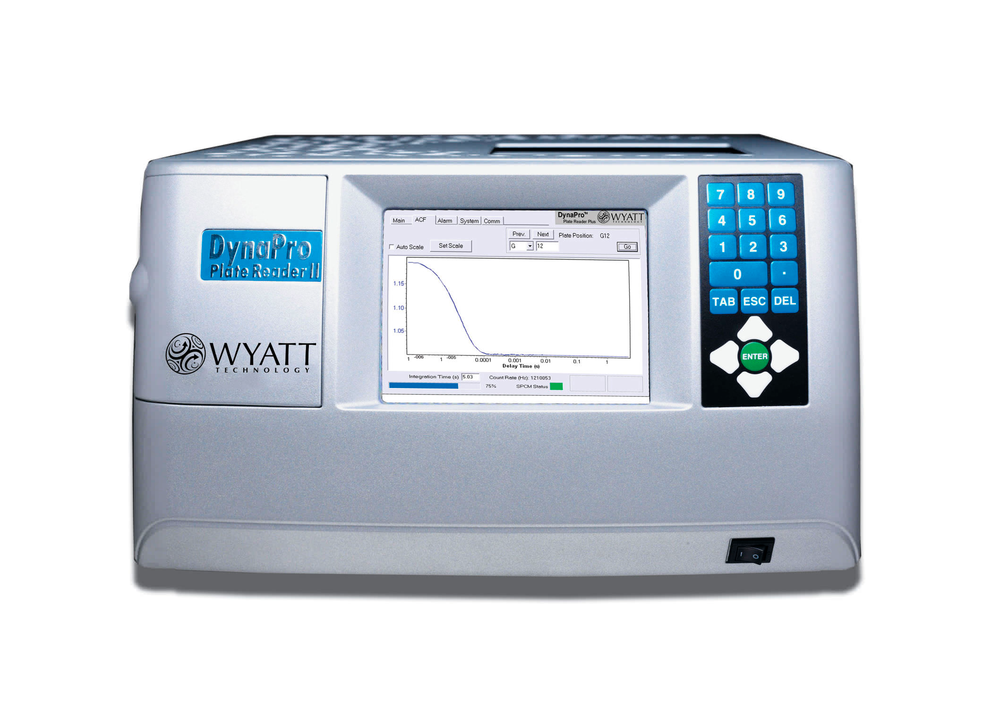 DynaPro
Plate Reader II
WYATT
TECHNOLOGY
Main ACF Alarm System Comm
DynaPro™
Plate Reader Plus
WYATT
TECHNOLOGY
Prev. Next Plate Position: G12
G 12 Go
Auto Scale Set Scale
1.15
1.10
1.05
1 -006 1 -005 0.0001 0.001 0.01 0.1 1
Delay Time (s)
Integration Time (s) 5.03 Count Rate (Hz): 1210053
75% SPCM Status
7 8 9
4 5 6
1 2 3
0 .
TAB ESC DEL
ENTER
I O